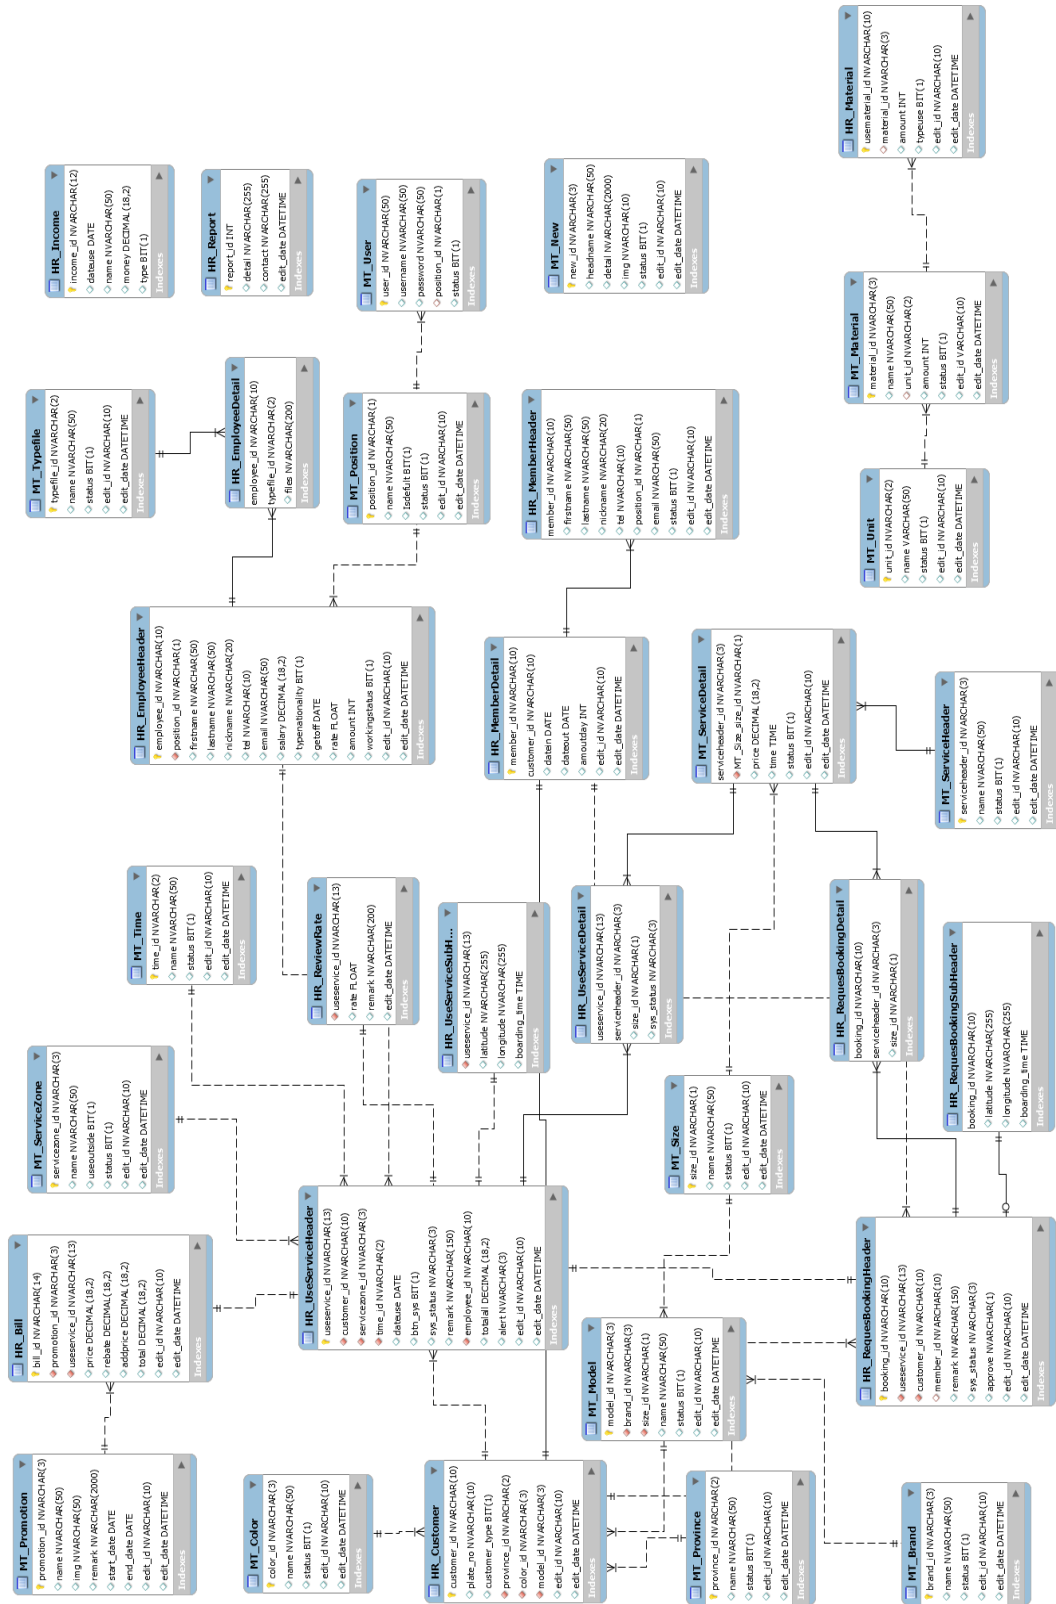 MT_Promotion
promotion_id NVARCHAR(3)
name NVARCHAR(50)
img NVARCHAR(50)
remark NVARCHAR(2000)
start_date DATE
end_date DATE
edit_id NVARCHAR(10)
edit_date DATETIME
Indexes
HR_Bill
bill_id NVARCHAR(14)
promotion_id NVARCHAR(3)
useservice_id NVARCHAR(13)
price DECIMAL(18,2)
rebate DECIMAL(18,2)
addprice DECIMAL(18,2)
total DECIMAL(18,2)
edit_id NVARCHAR(10)
edit_date DATETIME
Indexes
MT_ServiceZone
servicezone_id NVARCHAR(3)
name NVARCHAR(50)
useoutside BIT(1)
status BIT(1)
edit_id NVARCHAR(10)
edit_date DATETIME
Indexes
MT_Time
time_id NVARCHAR(2)
name NVARCHAR(50)
status BIT(1)
edit_id NVARCHAR(10)
edit_date DATETIME
Indexes
HR_EmployeeHeader
employee_id NVARCHAR(10)
position_id NVARCHAR(1)
firstname NVARCHAR(50)
lastname NVARCHAR(50)
nickname NVARCHAR(20)
tel NVARCHAR(10)
email NVARCHAR(50)
salary DECIMAL(18,2)
typenationality BIT(1)
getoff DATE
rate FLOAT
amount INT
workingstatus BIT(1)
edit_id NVARCHAR(10)
edit_date DATETIME
Indexes
MT_Typefile
typefile_id NVARCHAR(2)
name NVARCHAR(50)
status BIT(1)
edit_id NVARCHAR(10)
edit_date DATETIME
Indexes
HR_Income
income_id NVARCHAR(12)
dateuse DATE
name NVARCHAR(50)
money DECIMAL(18,2)
type BIT(1)
Indexes
HR_EmployeeDetail
employee_id NVARCHAR(10)
typefile_id NVARCHAR(2)
files NVARCHAR(200)
Indexes
HR_Report
report_id INT
detail NVARCHAR(255)
contact NVARCHAR(255)
edit_date DATETIME
Indexes
MT_Color
color_id NVARCHAR(3)
name NVARCHAR(50)
status BIT(1)
edit_id NVARCHAR(10)
edit_date DATETIME
Indexes
HR_UseServiceHeader
useservice_id NVARCHAR(13)
customer_id NVARCHAR(10)
servicezone_id NVARCHAR(3)
time_id NVARCHAR(2)
dateuse DATE
BIT(1)
sys_status NVARCHAR(3)
remark NVARCHAR(150)
employee_id NVARCHAR(10)
DECIMAL(18,2)
alert NVARCHAR(3)
edit_id NVARCHAR(10)
edit_date DATETIME
Indexes
HR_ReviewRate
useservice_id NVARCHAR(13)
rate FLOAT
remark NVARCHAR(200)
edit_date DATETIME
Indexes
MT_Position
position_id NVARCHAR(1)
name NVARCHAR(50)
Isdefult BIT(1)
status BIT(1)
edit_id NVARCHAR(10)
edit_date DATETIME
Indexes
MT_User
user_id NVARCHAR(50)
username NVARCHAR(50)
password NVARCHAR(50)
position_id NVARCHAR(1)
status BIT(1)
Indexes
HR_Customer
customer_id NVARCHAR(10)
plate_no NVARCHAR(10)
customer_type BIT(1)
province_id NVARCHAR(2)
color_id NVARCHAR(3)
model_id NVARCHAR(3)
edit_id NVARCHAR(10)
edit_date DATETIME
Indexes
HR_UseServiceSubH...
useservice_id NVARCHAR(13)
latitude NVARCHAR(255)
longitude NVARCHAR(255)
boarding_time TIME
Indexes
HR_MemberDetail
member_id NVARCHAR(10)
customer_id NVARCHAR(10)
datein DATE
dateout DATE
amoutday INT
edit_id NVARCHAR(10)
edit_date DATETIME
Indexes
HR_MemberHeader
member_id NVARCHAR(10)
firstname NVARCHAR(50)
lastname NVARCHAR(50)
nickname NVARCHAR(20)
tel NVARCHAR(10)
position_id NVARCHAR(1)
email NVARCHAR(50)
status BIT(1)
edit_id NVARCHAR(10)
edit_date DATETIME
Indexes
MT_New
new_id NVARCHAR(3)
headname NVARCHAR(50)
detail NVARCHAR(2000)
img NVARCHAR(10)
status BIT(1)
edit_id NVARCHAR(10)
edit_date DATETIME
Indexes
MT_Model
model_id NVARCHAR(3)
brand_id NVARCHAR(3)
size_id NVARCHAR(1)
name NVARCHAR(50)
status BIT(1)
edit_id NVARCHAR(10)
edit_date DATETIME
Indexes
HR_UseServiceDetail
useservice_id NVARCHAR(13)
serviceheader_id NVARCHAR(3)
size_id NVARCHAR(1)
sys_status NVARCHAR(3)
Indexes
MT_Province
province_id NVARCHAR(2)
name NVARCHAR(50)
status BIT(1)
edit_id NVARCHAR(10)
edit_date DATETIME
Indexes
MT_Size
size_id NVARCHAR(1)
name NVARCHAR(50)
status BIT(1)
edit_id NVARCHAR(10)
edit_date DATETIME
Indexes
MT_ServiceDetail
serviceheader_id NVARCHAR(3)
MT_Size_size_id NVARCHAR(1)
price DECIMAL(18,2)
time TIME
status BIT(1)
edit_id NVARCHAR(10)
edit_date DATETIME
Indexes
HR_RequesBookingHeader
booking_id NVARCHAR(10)
useservice_id NVARCHAR(13)
customer_id NVARCHAR(10)
member_id NVARCHAR(10)
remark NVARCHAR(150)
sys_status NVARCHAR(3)
approve NVARCHAR(1)
edit_id NVARCHAR(10)
edit_date DATETIME
Indexes
HR_RequesBookingDetail
booking_id NVARCHAR(10)
serviceheader_id NVARCHAR(3)
size_id NVARCHAR(1)
Indexes
MT_Unit
unit_id NVARCHAR(2)
name VARCHAR(50)
status BIT(1)
edit_id NVARCHAR(10)
edit_date DATETIME
Indexes
MT_Material
material_id NVARCHAR(3)
name NVARCHAR(50)
unit_id NVARCHAR(2)
amount INT
status BIT(1)
edit_id VARCHAR(10)
edit_date DATETIME
Indexes
HR_Material
usematerial_id NVARCHAR(10)
material_id NVARCHAR(3)
amount INT
typeuse BIT(1)
edit_id NVARCHAR(10)
edit_date DATETIME
Indexes
MT_Brand
brand_id NVARCHAR(3)
name NVARCHAR(50)
status BIT(1)
edit_id NVARCHAR(10)
edit_date DATETIME
Indexes
HR_RequesBookingSubHeader
booking_id NVARCHAR(10)
latitude NVARCHAR(255)
longitude NVARCHAR(255)
boarding_time TIME
Indexes
MT_ServiceHeader
serviceheader_id NVARCHAR(3)
name NVARCHAR(50)
status BIT(1)
edit_id NVARCHAR(10)
edit_date DATETIME
Indexes